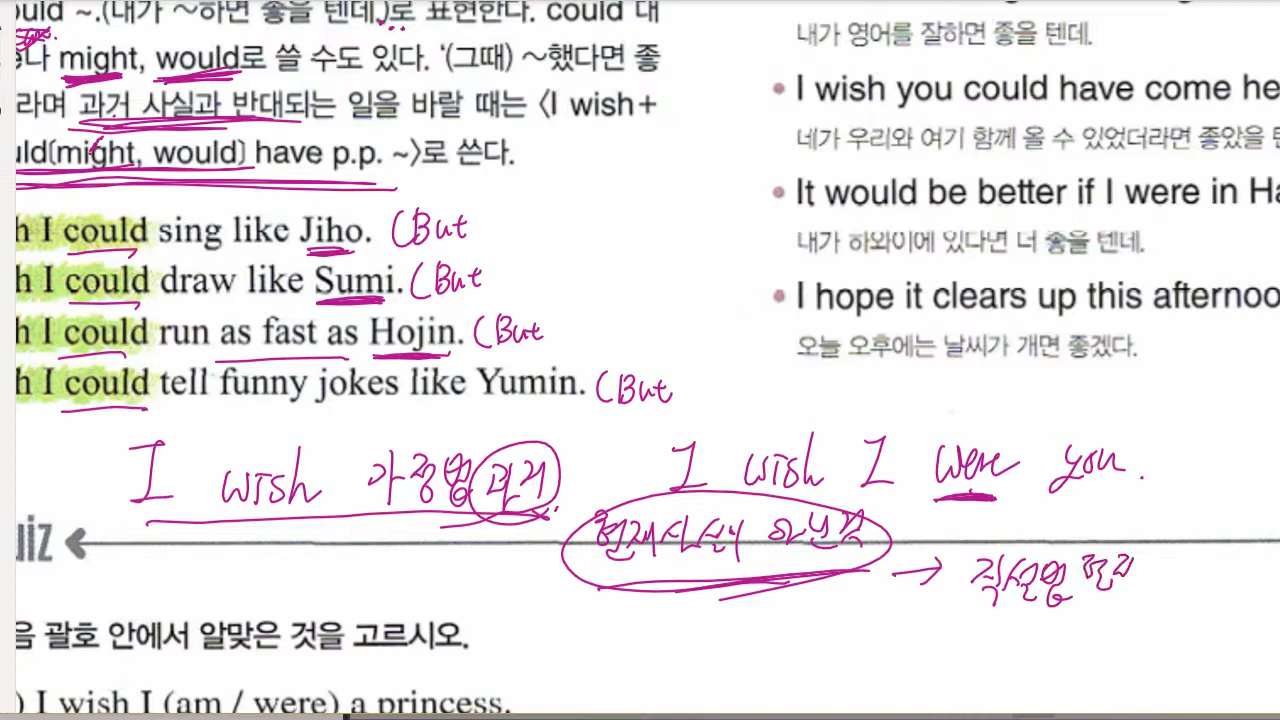 ould ~.(내가 ~하면 좋을 텐데.)로 표현한다. could 대
나 might, would로 쓸 수도 있다. ‘(그때) ~했다면 좋
라며 과거 사실과 반대되는 일을 바랄 때는 〈I wish+
uld(might, would) have p.p. ~〉로 쓴다.
h I could sing like Jiho. (But
h I could draw like Sumi. (But
h I could run as fast as Hojin. (But
h I could tell funny jokes like Yumin. (But
I wish 가정법 과거
내가 영어를 잘하면 좋을 텐데.
I wish you could have come he
네가 우리와 여기 함께 올 수 있었더라면 좋았을 텐
It would be better if I were in Ha
내가 하와이에 있다면 더 좋을 텐데.
I hope it clears up this afternoo
오늘 오후에는 날씨가 개면 좋겠다.
I wish I were you.
현재사실의 반대
→ 직설법 현재
uiz
음 괄호 안에서 알맞은 것을 고르시오.
) I wish I (am / were) a princess.